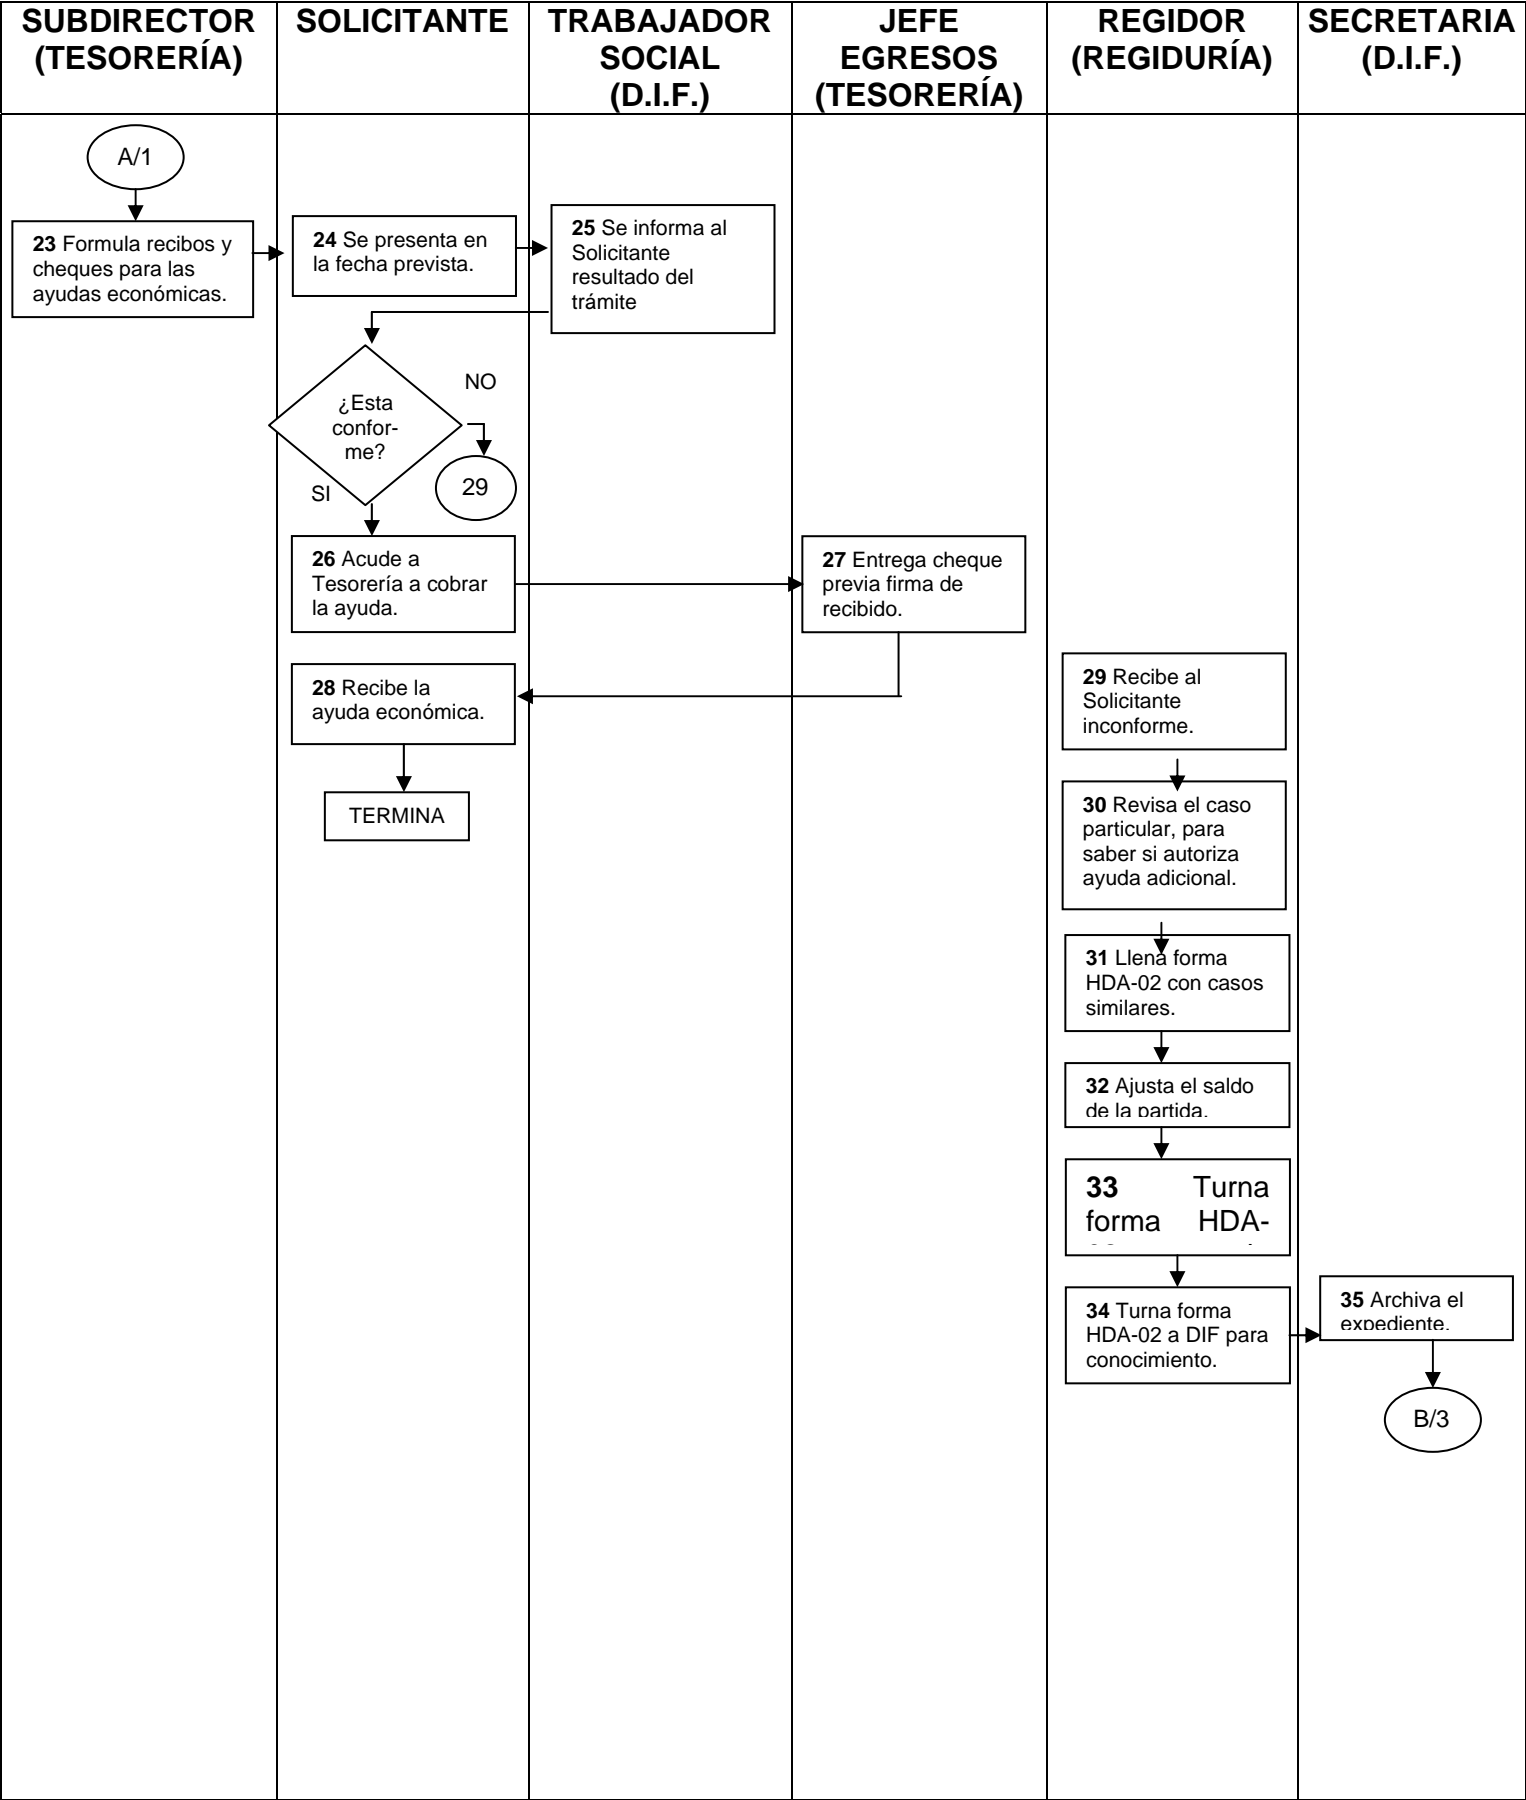 SUBDIRECTOR
(TESORERÍA)
SOLICITANTE
TRABAJADOR
SOCIAL
(D.I.F.)
JEFE
EGRESOS
(TESORERÍA)
REGIDOR
(REGIDURÍA)
SECRETARIA
(D.I.F.)
A/1
23 Formula recibos y
cheques para las
ayudas económicas.
24 Se presenta en
la fecha prevista.
25 Se informa al
Solicitante
resultado del
trámite
¿Esta
confor-
me?
NO
29
SI
26 Acude a
Tesorería a cobrar
la ayuda.
27 Entrega cheque
previa firma de
recibido.
28 Recibe la
ayuda económica.
TERMINA
29 Recibe al
Solicitante
inconforme.
30 Revisa el caso
particular, para
saber si autoriza
ayuda adicional.
31 Llena forma
HDA-02 con casos
similares.
32 Ajusta el saldo
de la partida.
33 Turna
forma HDA-
34 Turna forma
HDA-02 a DIF para
conocimiento.
35 Archiva el
expediente.
B/3